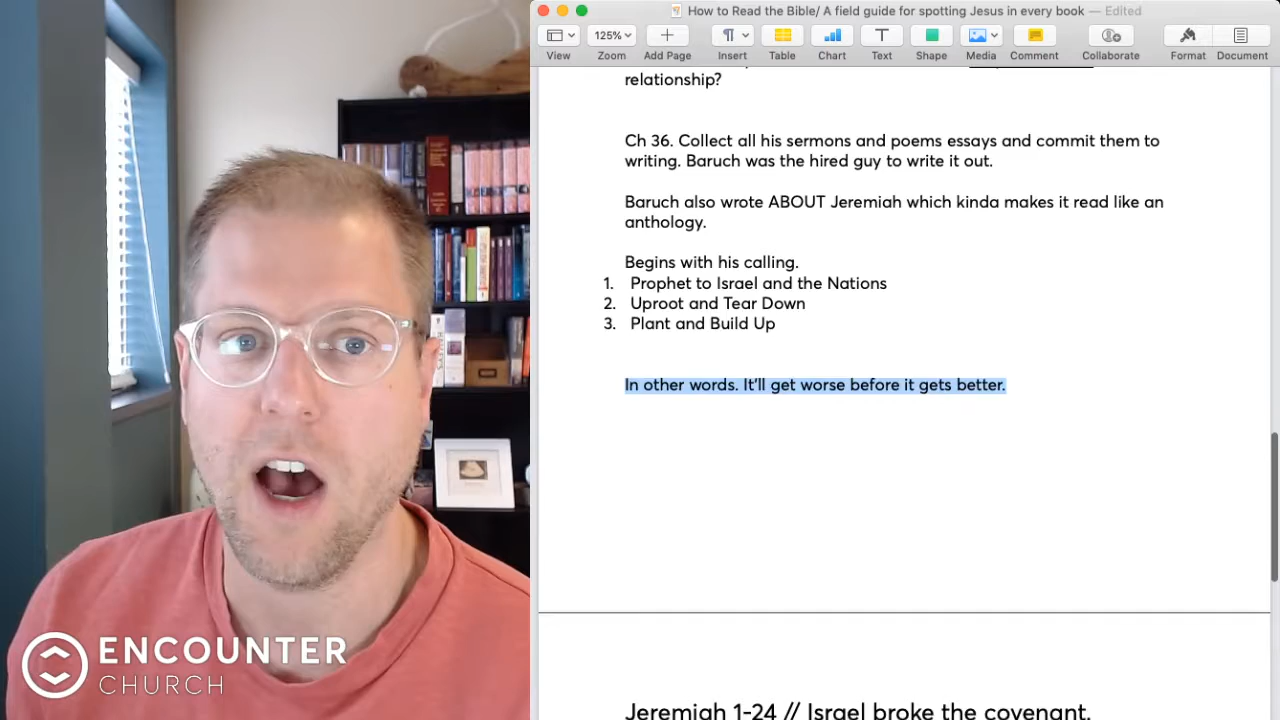 How to Read the Bible/ A field guide for spotting Jesus in every book — Edited
125%
View Zoom Add Page Insert Table Chart Text Shape Media Comment Collaborate Format Document
relationship?
Ch 36. Collect all his sermons and poems essays and commit them to
writing. Baruch was the hired guy to write it out.
Baruch also wrote ABOUT Jeremiah which kinda makes it read like an
anthology.
Begins with his calling.
1. Prophet to Israel and the Nations
2. Uproot and Tear Down
3. Plant and Build Up
In other words. It'll get worse before it gets better.
Jeremiah 1-24 // Israel broke the covenant.
ENCOUNTER
CHURCH